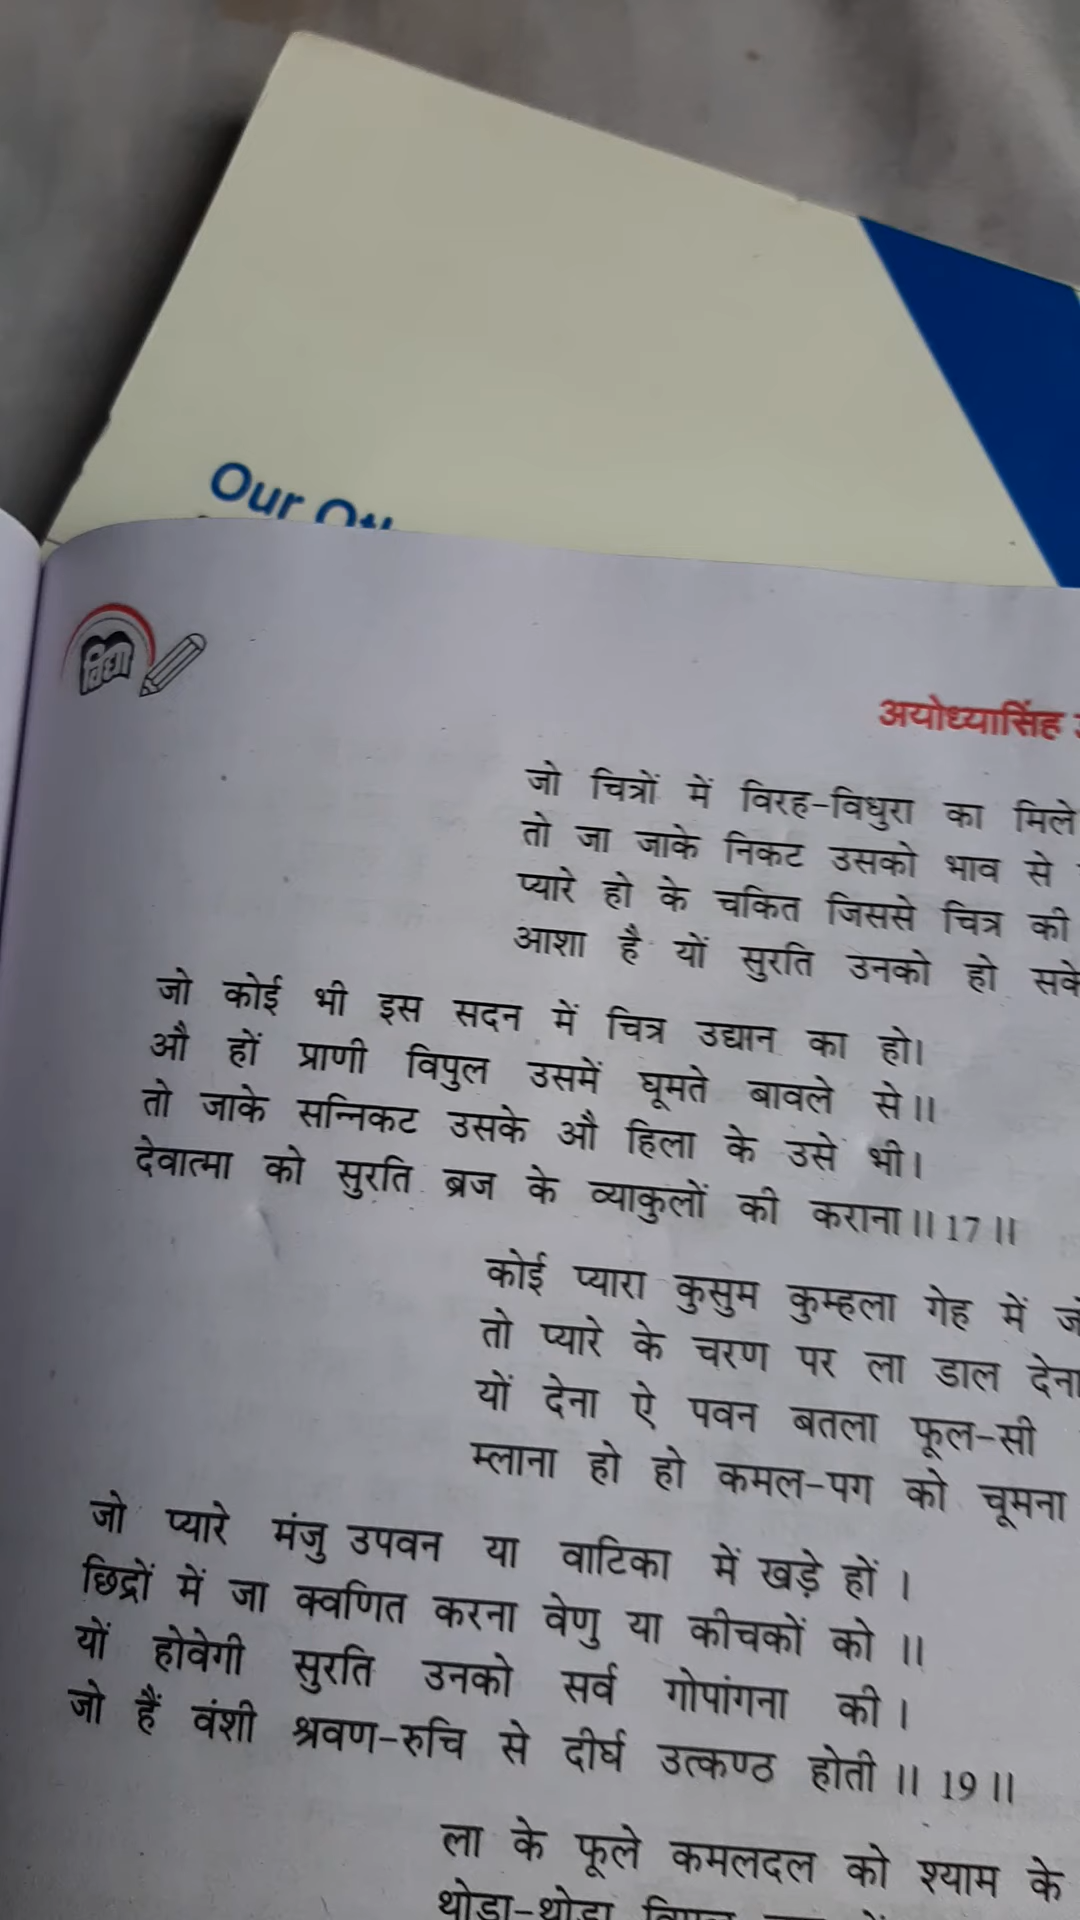 Our
विद्या
अयोध्यासिंह
जो चित्रों में विरह-विधुरा का मिले
तो जा जाके निकट उसको भाव से
प्यारे हो के चकित जिससे चित्र की
आशा है यों सुरति उनको हो सके
जो कोई भी इस सदन में चित्र उद्यान का हो।
औ हों प्राणी विपुल उसमें घूमते बावले से॥
तो जाके सन्निकट उसके औ हिला के उसे भी।
देवात्मा को सुरति ब्रज के व्याकुलों की कराना॥ 17॥
कोई प्यारा कुसुम कुम्हला गेह में
तो प्यारे के चरण पर ला डाल देना
यों देना ऐ पवन बतला फूल-सी
म्लाना हो हो कमल-पग को चूमना
जो प्यारे मंजु उपवन या वाटिका में खड़े हों ।
छिद्रों में जा क्वणित करना वेणु या कीचकों को ॥
यों होवेगी सुरति उनको सर्व गोपांगना की ।
जो हैं वंशी श्रवण-रुचि से दीर्घ उत्कण्ठ होती॥ 19॥
ला के फूले कमलदल को श्याम के
थोड़ा-थोड़ा